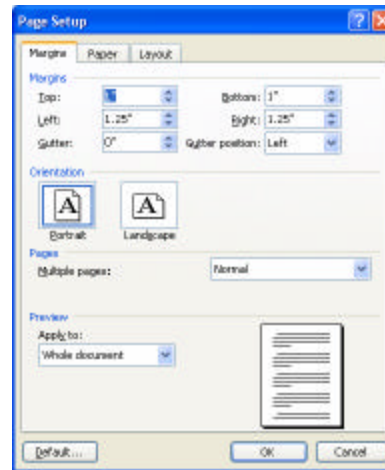 Page Setup
Margins Paper Layout
Margins
Top: Bottom: 1"
Left: 1.25" Right: 1.25"
Gutter: 0" Gutter position: Left
Orientation
A A
Portrait Landscape
Pages
Multiple pages: Normal
Preview
Apply to:
Whole document
Default... OK Cancel